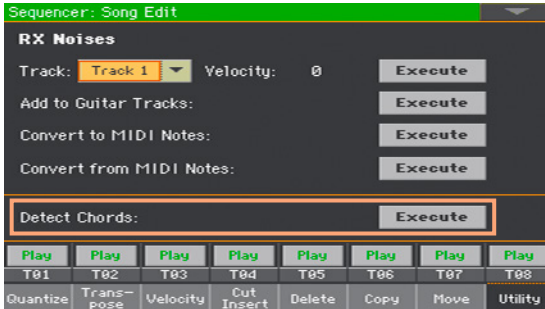 Sequencer: Song Edit
RX Noises
Track: Track 1 Velocity: 0 Execute
Add to Guitar Tracks: Execute
Convert to MIDI Notes: Execute
Convert from MIDI Notes: Execute
Detect Chords: Execute
Play Play Play Play Play Play Play Play
T01 T02 T03 T04 T05 T06 T07 T08
Quantize Trans-
pose Velocity Cut
Insert Delete Copy Move Utility